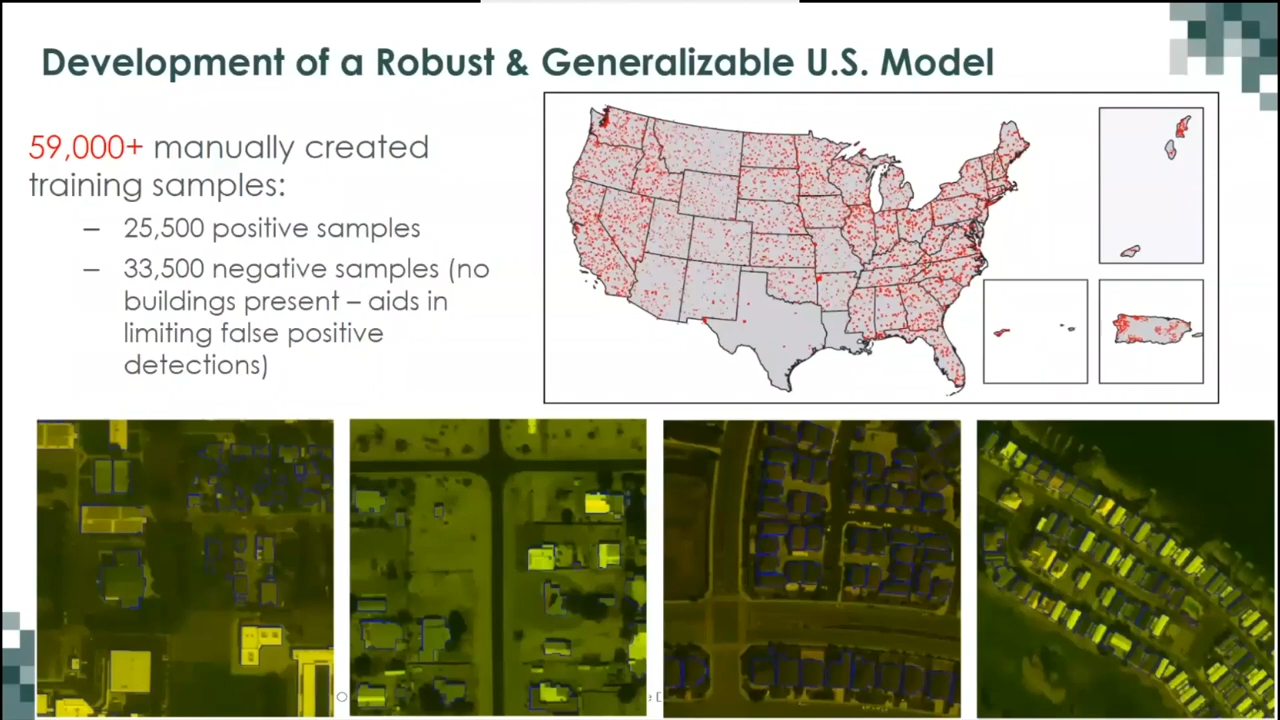 Development of a Robust & Generalizable U.S. Model
59,000+ manually created
training samples:
– 25,500 positive samples
– 33,500 negative samples (no
buildings present – aids in
limiting false positive
detections)